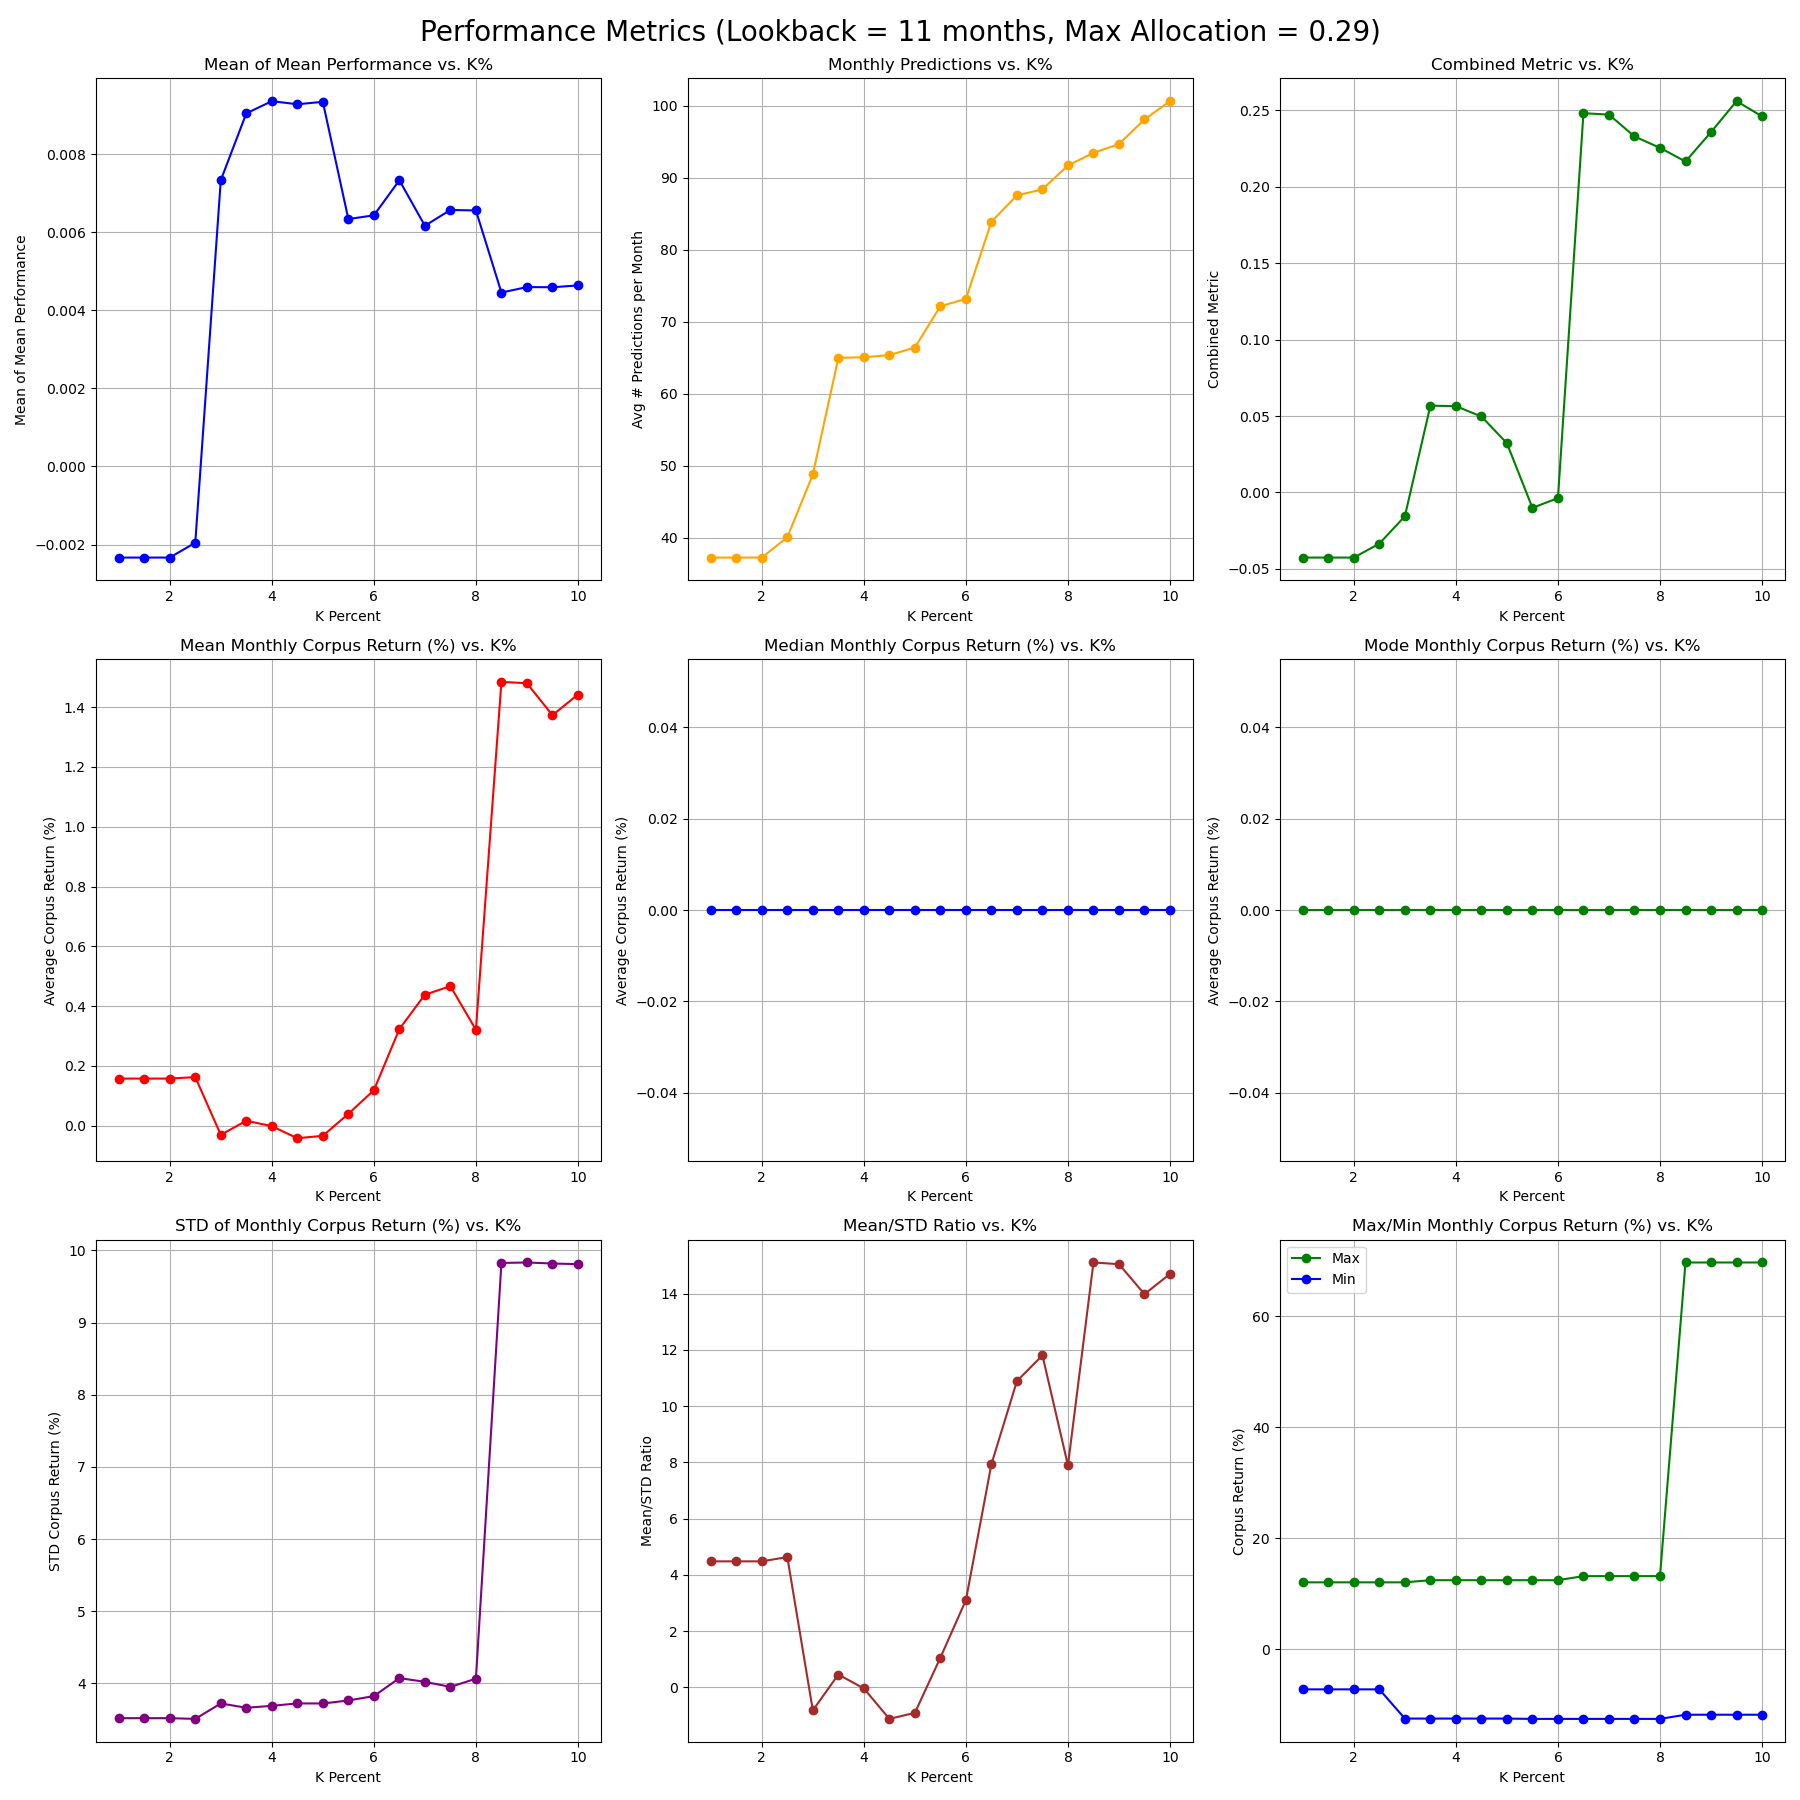 Performance Metrics (Lookback = 11 months, Max Allocation = 0.29)
Mean of Mean Performance vs. K%
Mean of Mean Performance
0.008
0.006
0.004
0.002
0.000
−0.002
2 4 6 8 10
K Percent
Monthly Predictions vs. K%
Avg # Predictions per Month
100
90
80
70
60
50
40
2 4 6 8 10
K Percent
Combined Metric vs. K%
Combined Metric
0.25
0.20
0.15
0.10
0.05
0.00
−0.05
2 4 6 8 10
K Percent
Mean Monthly Corpus Return (%) vs. K%
Average Corpus Return (%)
1.4
1.2
1.0
0.8
0.6
0.4
0.2
0.0
2 4 6 8 10
K Percent
Median Monthly Corpus Return (%) vs. K%
Average Corpus Return (%)
0.04
0.02
0.00
−0.02
−0.04
2 4 6 8 10
K Percent
Mode Monthly Corpus Return (%) vs. K%
Average Corpus Return (%)
0.04
0.02
0.00
−0.02
−0.04
2 4 6 8 10
K Percent
STD of Monthly Corpus Return (%) vs. K%
STD Corpus Return (%)
10
9
8
7
6
5
4
2 4 6 8 10
K Percent
Mean/STD Ratio vs. K%
Mean/STD Ratio
14
12
10
8
6
4
2
0
2 4 6 8 10
K Percent
Max/Min Monthly Corpus Return (%) vs. K%
Max
Min
Corpus Return (%)
60
40
20
0
2 4 6 8 10
K Percent